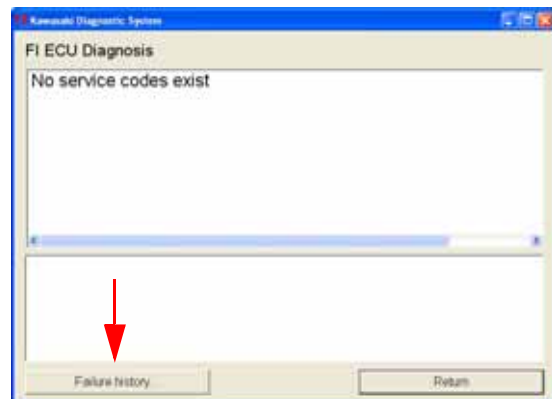 Kawasaki Diagnostic System
FI ECU Diagnosis
No service codes exist
Failure history
Return